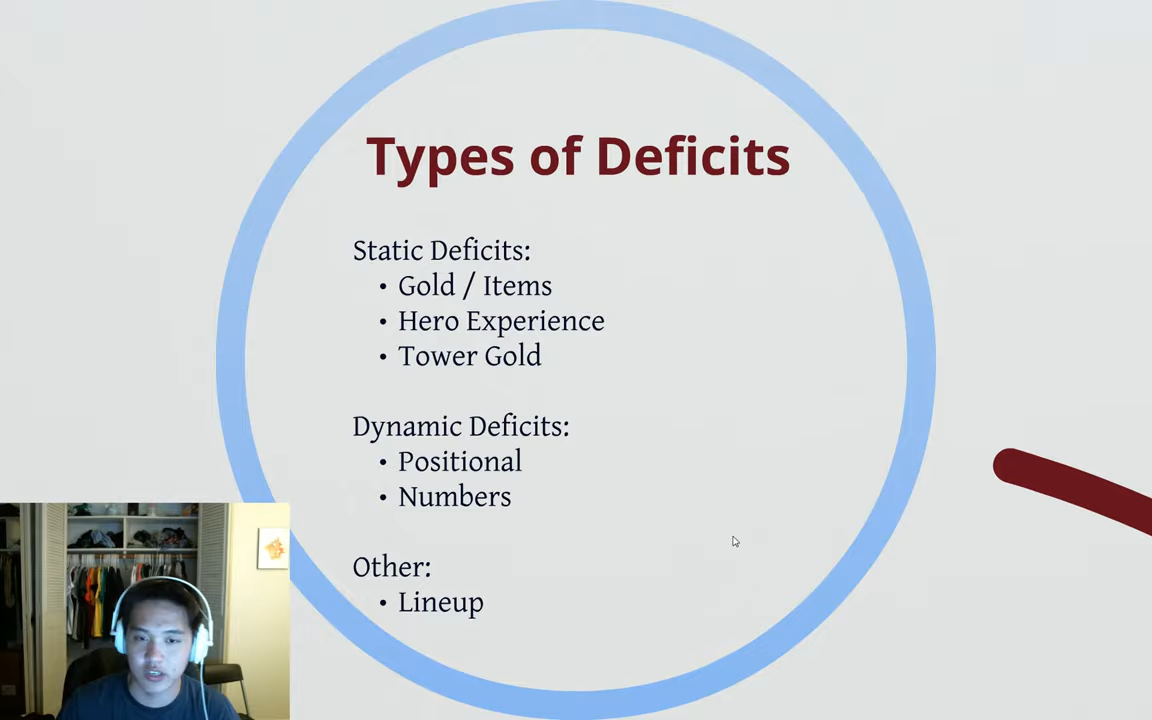 Types of Deficits
Static Deficits:
• Gold / Items
• Hero Experience
• Tower Gold
Dynamic Deficits:
• Positional
• Numbers
Other:
• Lineup